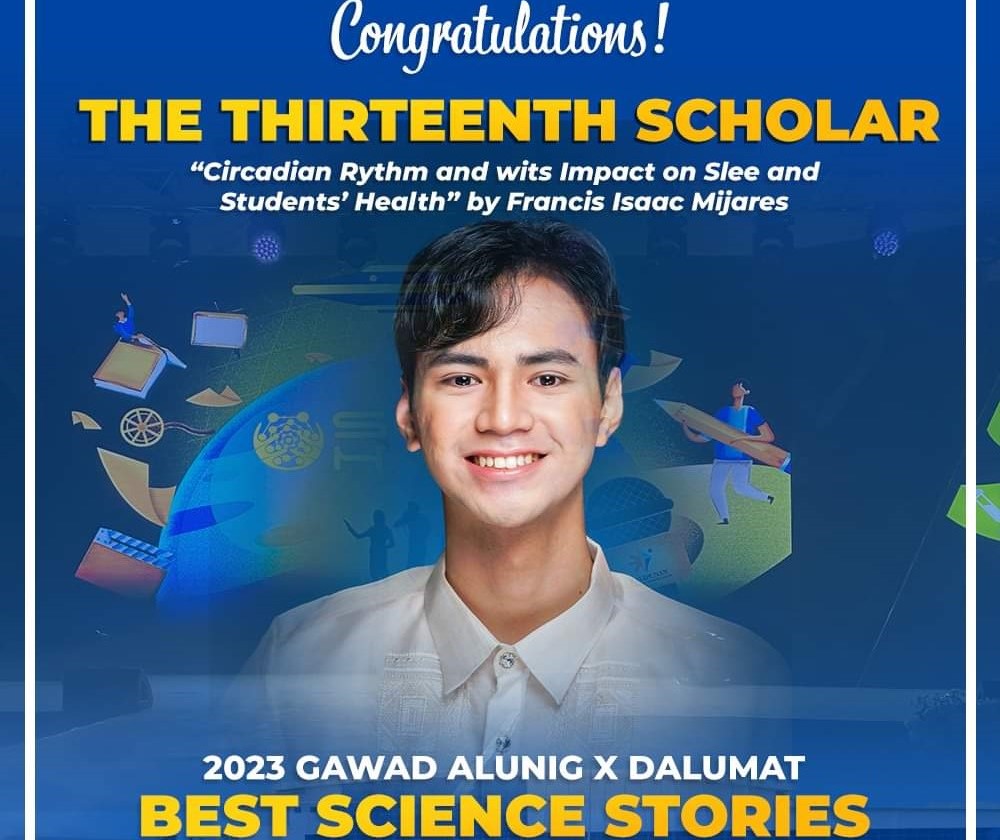 Congratulations!
THE THIRTEENTH SCHOLAR
“Circadian Rythm and wits Impact on Slee and
Students’ Health” by Francis Isaac Mijares
2023 GAWAD ALUNIG X DALUMAT
BEST SCIENCE STORIES